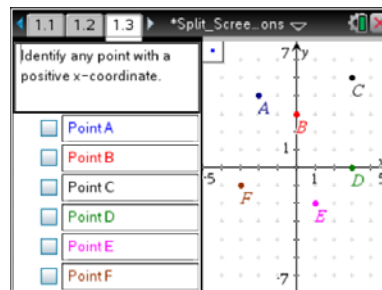 1.1 1.2 1.3 *Split_Scree...ons
Identify any point with a
positive x-coordinate.
Point A
Point B
Point C
Point D
Point E
Point F
7 y
C
A
B
1
x
-5 1
D
F
E
-7